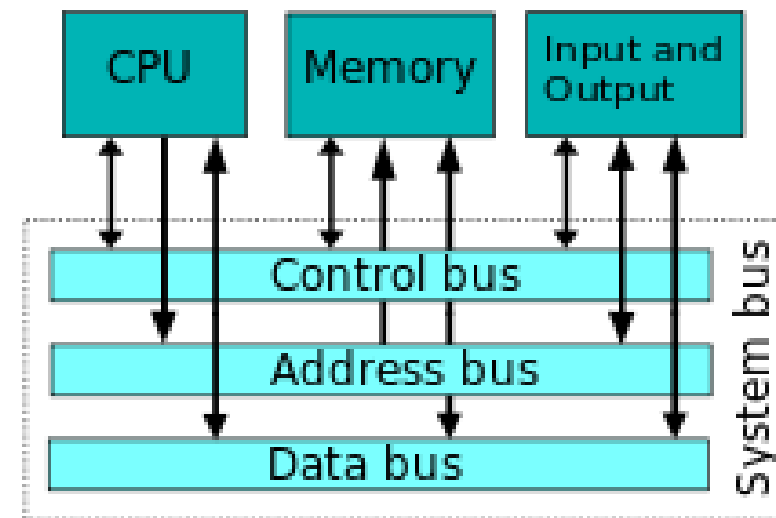 CPU
Memory
Input and
Output
Control bus
Address bus
Data bus
System bus